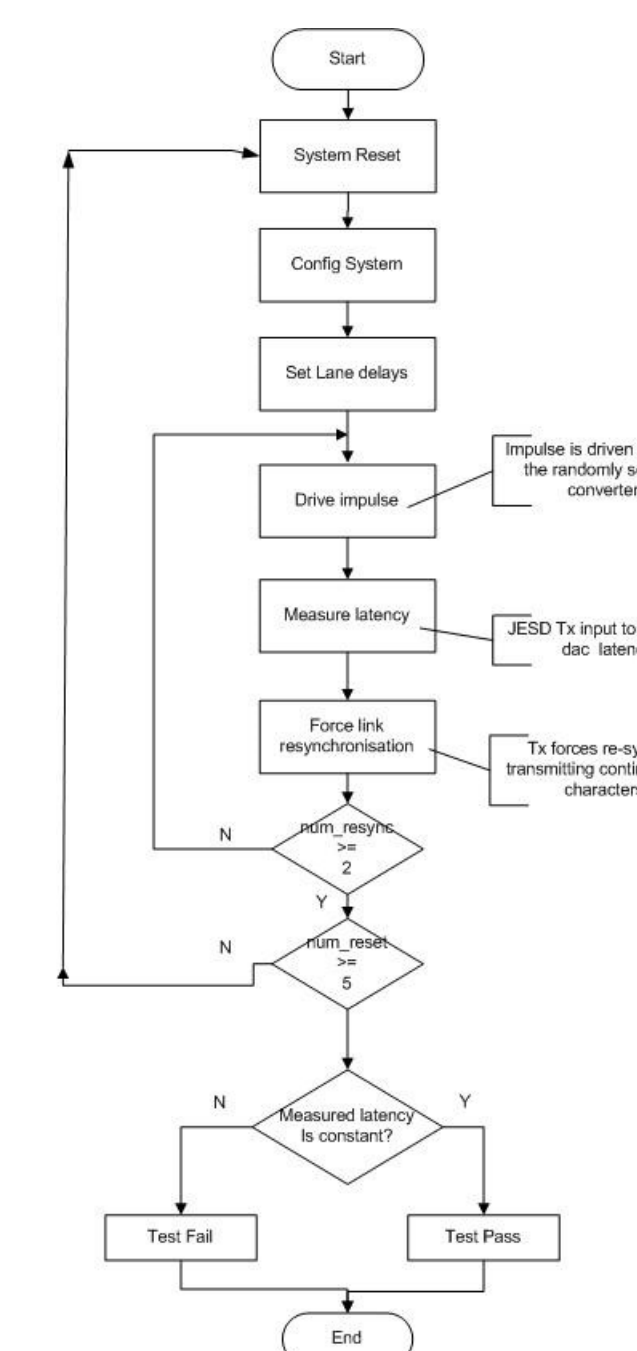 Start
System Reset
Config System
Set Lane delays
Impulse is driven
the randomly
converter
Drive impulse
Measure latency
JESD Tx input to
dac
Force link
resynchronisation
Tx forces
transmitting
characters
N
num_resync
>=
2
Y
N
num_reset
>=
5
N
Y
Measured latency
Is constant?
Test Fail
Test Pass
End